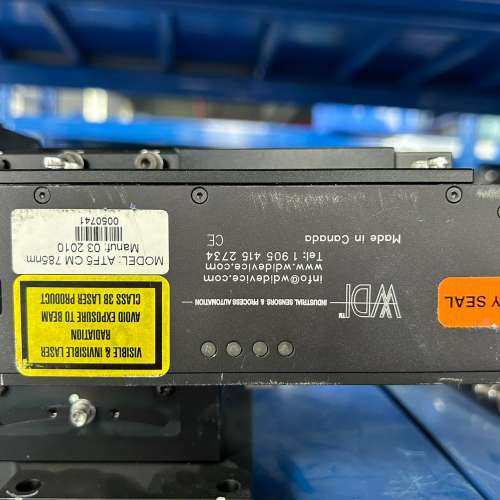 WDI™
INDUSTRIAL SENSORS & PROCESS AUTOMATION
info@wdidevice.com
www.wdidevice.com
Tel: 1 905 415 2734
Made in Canada
CE
VISIBLE & INVISIBLE LASER
RADIATION
AVOID EXPOSURE TO BEAM
CLASS 3B LASER PRODUCT
MODEL: ATF5 CM 785nm
Manuf: 03 2010
0050741
Y SEAL